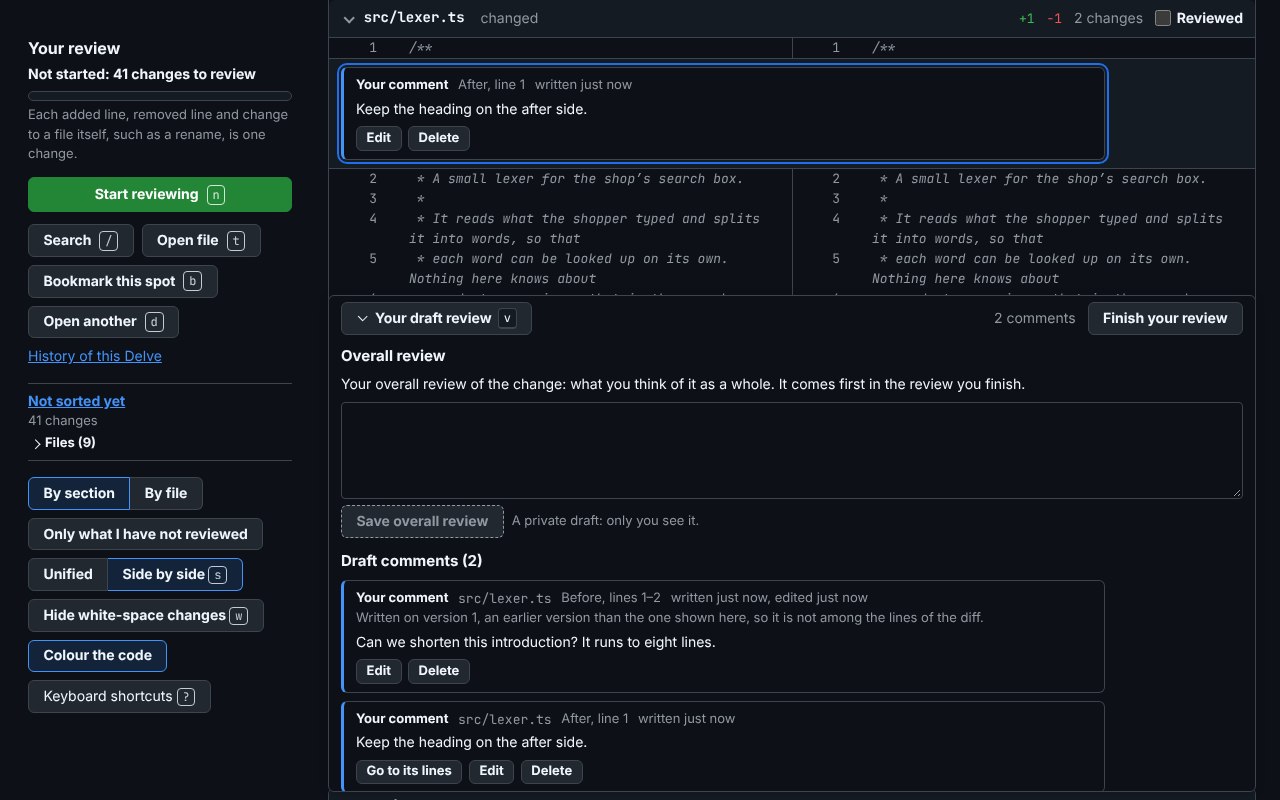 Your review
Not started: 41 changes to review
Each added line, removed line and change
to a file itself, such as a rename, is one
change.
Start reviewing n
Search / Open file t
Bookmark this spot b
Open another d
History of this Delve
Not sorted yet
41 changes
Files (9)
By section By file
Only what I have not reviewed
Unified Side by side s
Hide white-space changes w
Colour the code
Keyboard shortcuts ?
src/lexer.ts changed +1 -1 2 changes Reviewed
1 /** 1 /**
Your comment After, line 1 written just now
Keep the heading on the after side.
Edit Delete
2 * A small lexer for the shop’s search box. 2 * A small lexer for the shop’s search box.
3 * 3 *
4 * It reads what the shopper typed and splits 4 * It reads what the shopper typed and splits
it into words, so that it into words, so that
5 * each word can be looked up on its own. 5 * each word can be looked up on its own.
Nothing here knows about Nothing here knows about
Your draft review v 2 comments Finish your review
Overall review
Your overall review of the change: what you think of it as a whole. It comes first in the review you finish.
Save overall review A private draft: only you see it.
Draft comments (2)
Your comment src/lexer.ts Before, lines 1–2 written just now, edited just now
Written on version 1, an earlier version than the one shown here, so it is not among the lines of the diff.
Can we shorten this introduction? It runs to eight lines.
Edit Delete
Your comment src/lexer.ts After, line 1 written just now
Keep the heading on the after side.
Go to its lines Edit Delete